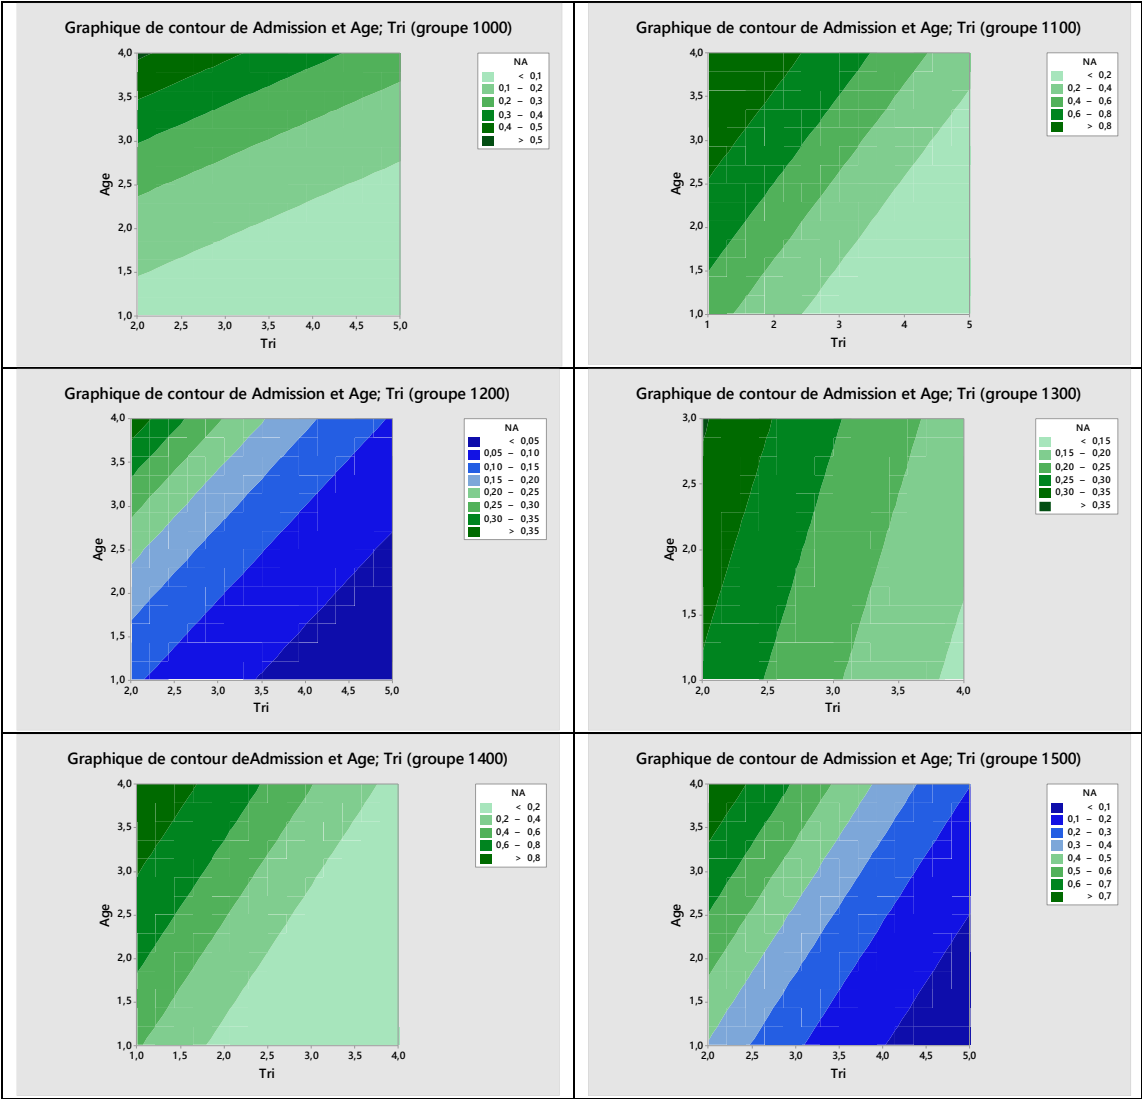 Graphique de contour de Admission et Age; Tri (groupe 1000)
NA
< 0,1
0,1 – 0,2
0,2 – 0,3
0,3 – 0,4
0,4 – 0,5
> 0,5
4,0
3,5
3,0
2,5
2,0
1,5
1,0
Age
2,0 2,5 3,0 3,5 4,0 4,5 5,0
Tri
Graphique de contour de Admission et Age; Tri (groupe 1100)
NA
< 0,2
0,2 – 0,4
0,4 – 0,6
0,6 – 0,8
> 0,8
4,0
3,5
3,0
2,5
2,0
1,5
1,0
Age
1 2 3 4 5
Tri
Graphique de contour de Admission et Age; Tri (groupe 1200)
NA
< 0,05
0,05 – 0,10
0,10 – 0,15
0,15 – 0,20
0,20 – 0,25
0,25 – 0,30
0,30 – 0,35
> 0,35
4,0
3,5
3,0
2,5
2,0
1,5
1,0
Age
2,0 2,5 3,0 3,5 4,0 4,5 5,0
Tri
Graphique de contour de Admission et Age; Tri (groupe 1300)
NA
< 0,15
0,15 – 0,20
0,20 – 0,25
0,25 – 0,30
0,30 – 0,35
> 0,35
3,0
2,5
2,0
1,5
1,0
Age
2,0 2,5 3,0 3,5 4,0
Tri
Graphique de contour deAdmission et Age; Tri (groupe 1400)
NA
< 0,2
0,2 – 0,4
0,4 – 0,6
0,6 – 0,8
> 0,8
4,0
3,5
3,0
2,5
2,0
1,5
1,0
Age
1,0 1,5 2,0 2,5 3,0 3,5 4,0
Tri
Graphique de contour de Admission et Age; Tri (groupe 1500)
NA
< 0,1
0,1 – 0,2
0,2 – 0,3
0,3 – 0,4
0,4 – 0,5
0,5 – 0,6
0,6 – 0,7
> 0,7
4,0
3,5
3,0
2,5
2,0
1,5
1,0
Age
2,0 2,5 3,0 3,5 4,0 4,5 5,0
Tri